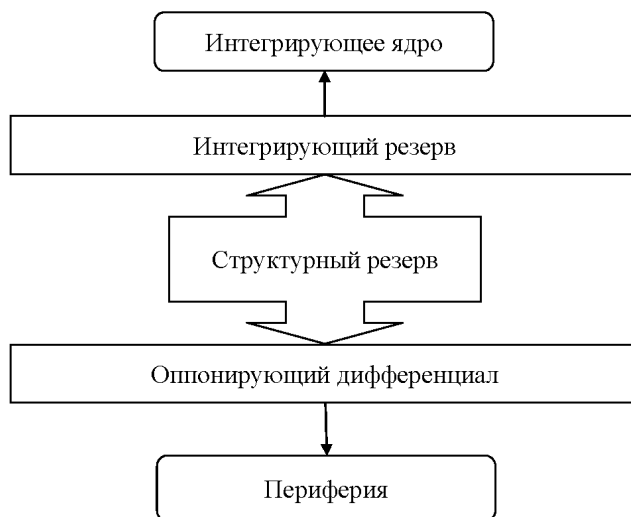 Интегрирующее ядро
Интегрирующий резерв
Структурный резерв
Оппонирующий дифференциал
Периферия